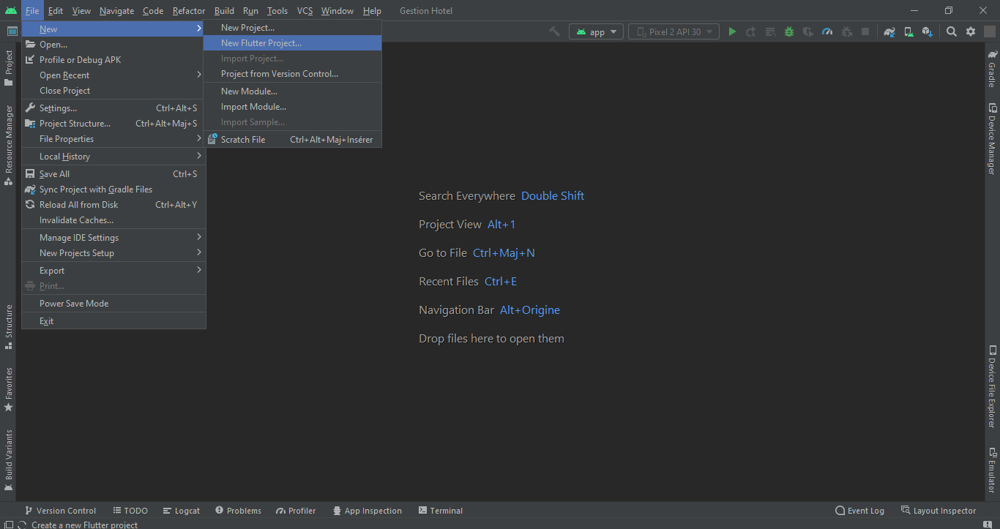 File Edit View Navigate Code Refactor Build Run Tools VCS Window Help Gestion Hotel
app Pixel 2 API 30
New
Open...
Profile or Debug APK
Open Recent
Close Project
Settings... Ctrl+Alt+S
Project Structure... Ctrl+Alt+Maj+S
File Properties
Local History
Save All Ctrl+S
Sync Project with Gradle Files
Reload All from Disk Ctrl+Alt+Y
Invalidate Caches...
Manage IDE Settings
New Projects Setup
Export
Print...
Power Save Mode
Exit
New Project...
New Flutter Project...
Import Project...
Project from Version Control...
New Module...
Import Module...
Import Sample...
Scratch File Ctrl+Alt+Maj+Insérer
Project
Resource Manager
Structure
Favorites
Build Variants
Search Everywhere Double Shift
Project View Alt+1
Go to File Ctrl+Maj+N
Recent Files Ctrl+E
Navigation Bar Alt+Origine
Drop files here to open them
Gradle
Device Manager
Device File Explorer
Emulator
Version Control TODO Logcat Problems Profiler App Inspection Terminal Event Log Layout Inspector
Create a new Flutter project